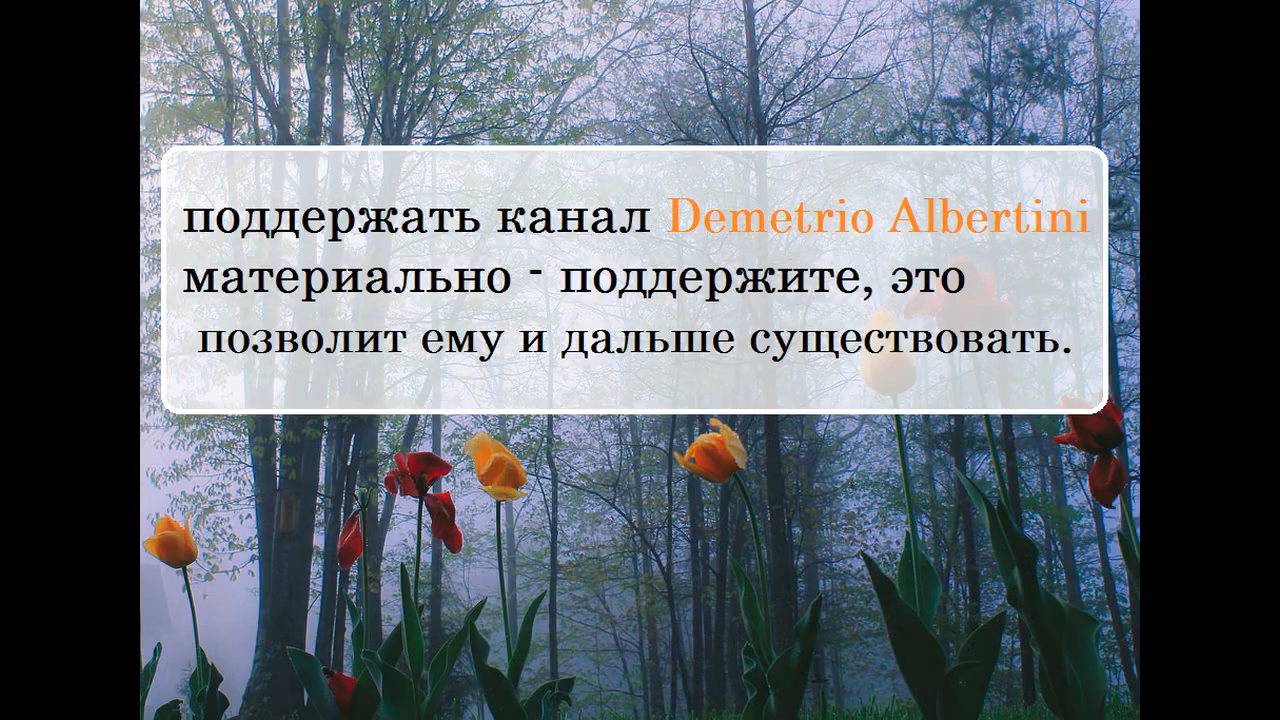 поддержать канал Demetrio Albertini
материально - поддержите, это
позволит ему и дальше существовать.